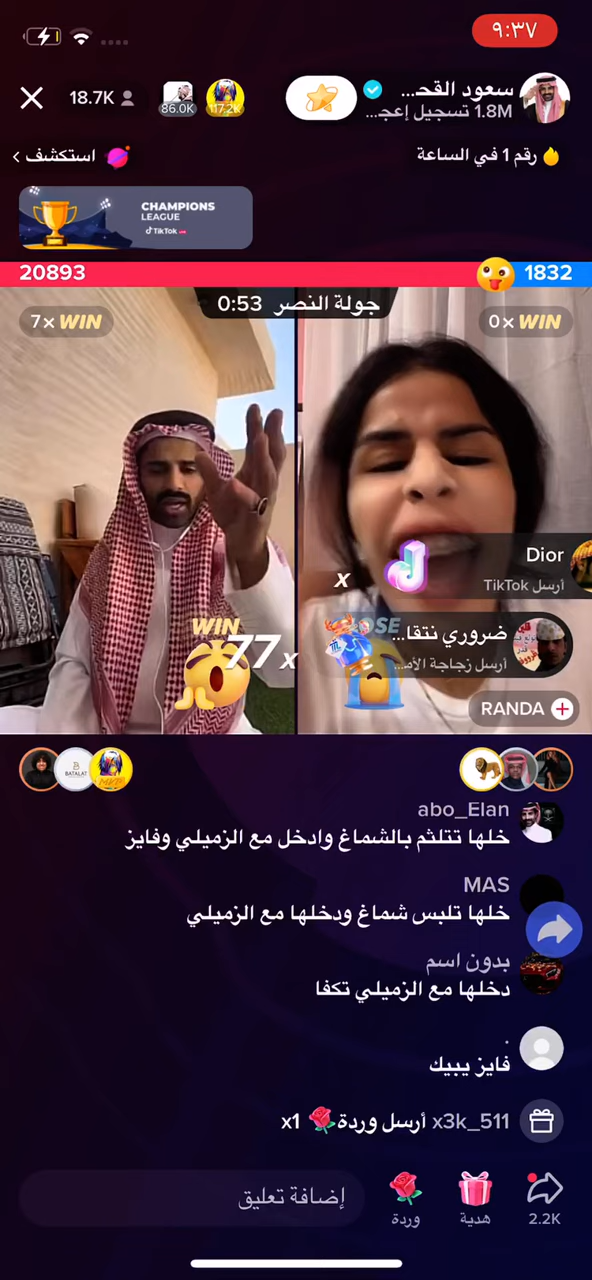 ٩:٣٧
سعود القحـ...
1.8M تسجيل إعجـ...
117.2K
86.0K
18.7K
رقم 1 في الساعة
استكشف
CHAMPIONS
LEAGUE
TikTok LIVE
20893
1832
جولة النصر 0:53
7x WIN
0x WIN
Dior
أرسل TikTok
x
WIN
77x
ضروري نتقا...
أرسل زجاجة الأمـ...
RANDA
BATALAT
abo_Elan
خلها تتلثم بالشماغ وادخل مع الزميلي وفايز
MAS
خلها تلبس شماغ ودخلها مع الزميلي
بدون اسم
دخلها مع الزميلي تكفا
.
فايز يبيك
x3k_511 أرسل وردة x1
إضافة تعليق
وردة
هدية
2.2K